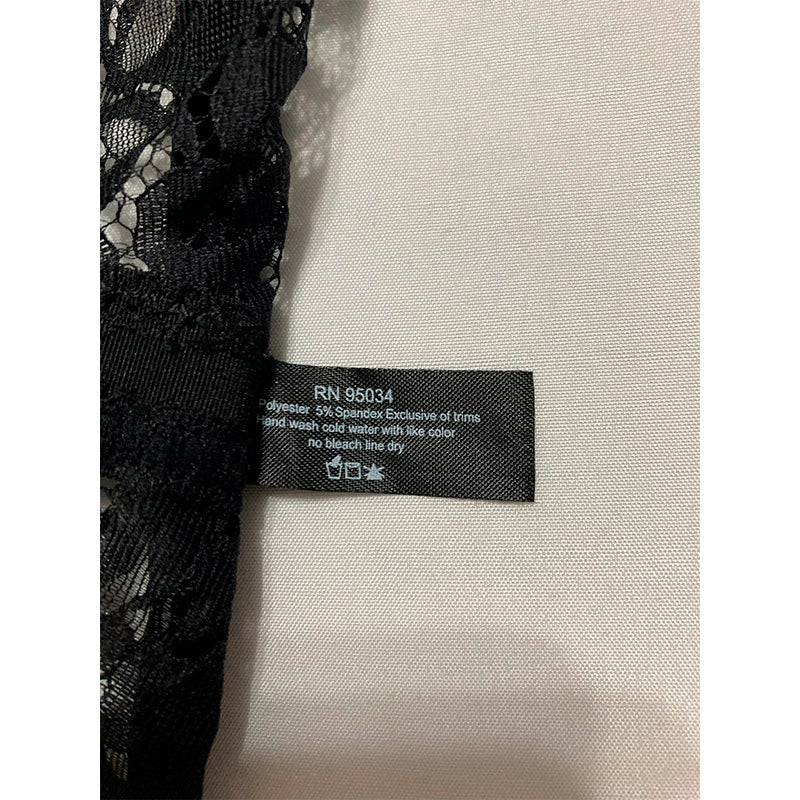 RN 95034
Polyester 5% Spandex Exclusive of trims
Hand wash cold water with like color
no bleach line dry